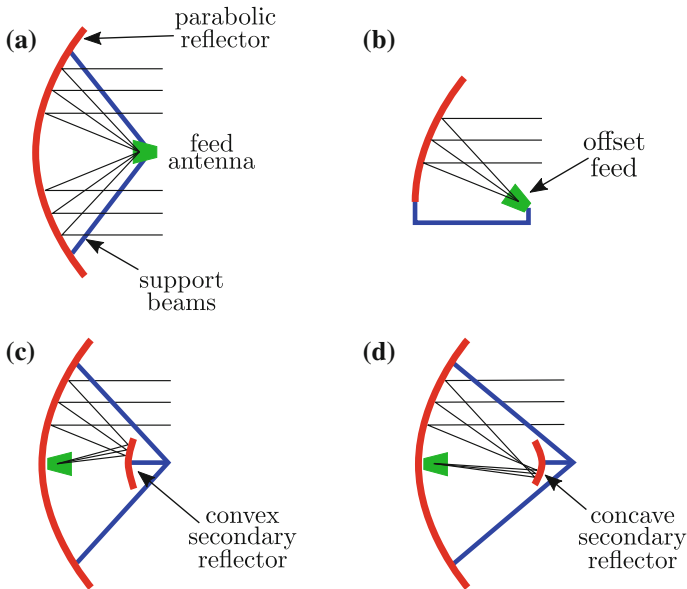 (a)
parabolic
reflector
feed
antenna
support
beams
(b)
offset
feed
(c)
convex
secondary
reflector
(d)
concave
secondary
reflector